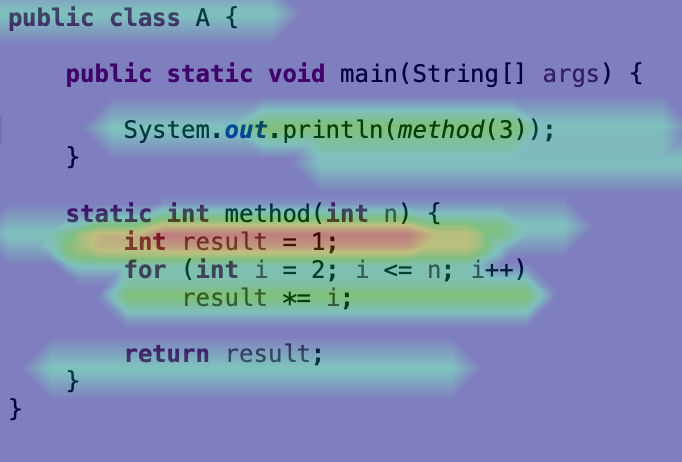 public class A {
public static void main(String[] args) {
System.out.println(method(3));
}
static int method(int n) {
int result = 1;
for (int i = 2; i <= n; i++)
result *= i;
return result;
}
}